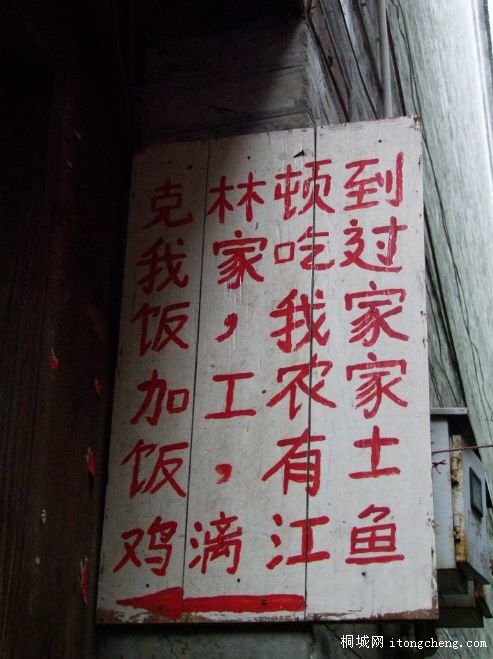 克林顿到
我家吃过
饭，我家
加工农家
饭，有土
鸡漓江鱼
桐城网 itongcheng.com